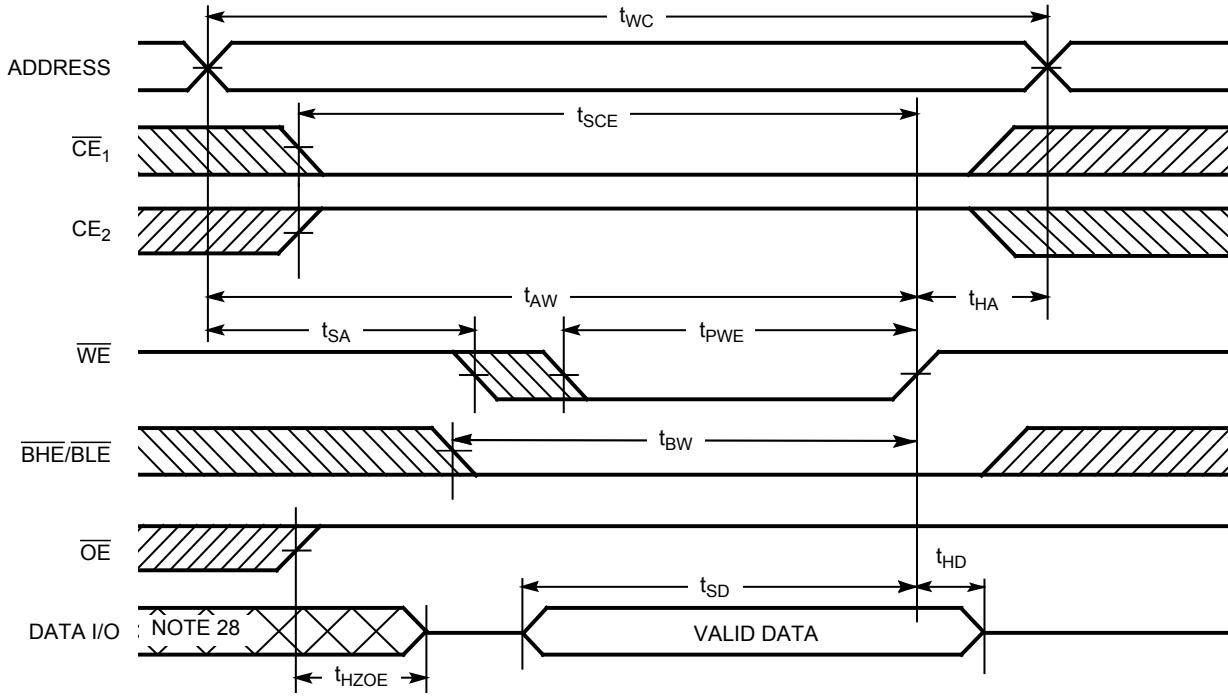 tWC
ADDRESS
tSCE
CE1
CE2
tAW
tHA
tSA
tPWE
WE
tBW
BHE/BLE
OE
tHD
tSD
DATA I/O
NOTE 28
VALID DATA
tHZOE